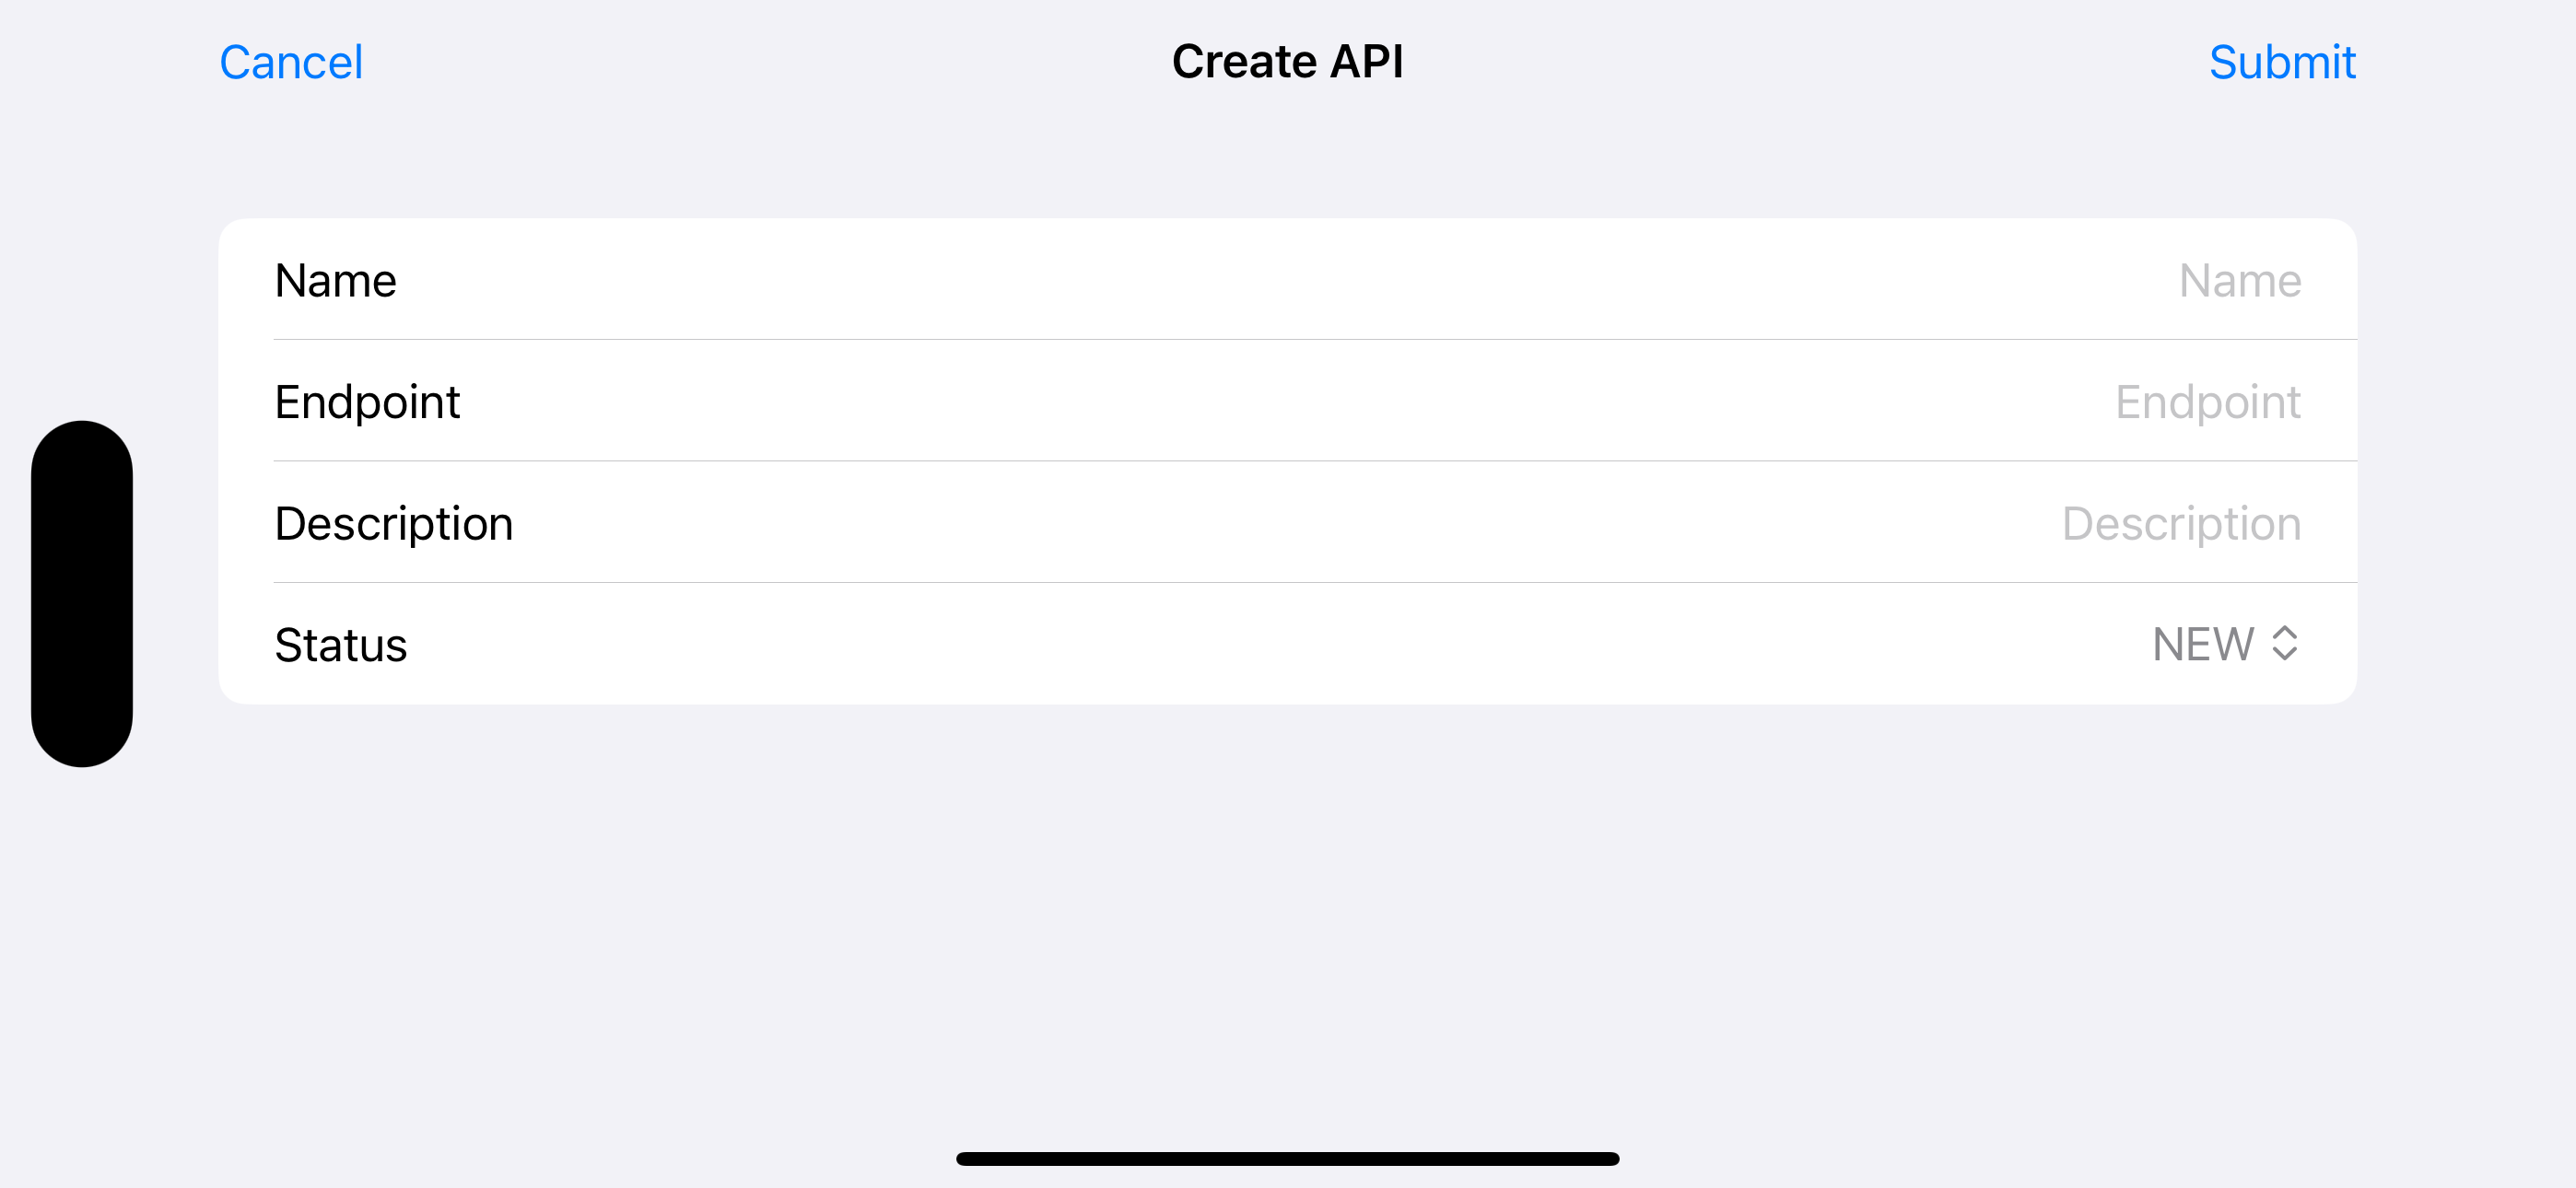 Cancel Create API Submit
Name Name
Endpoint Endpoint
Description Description
Status NEW